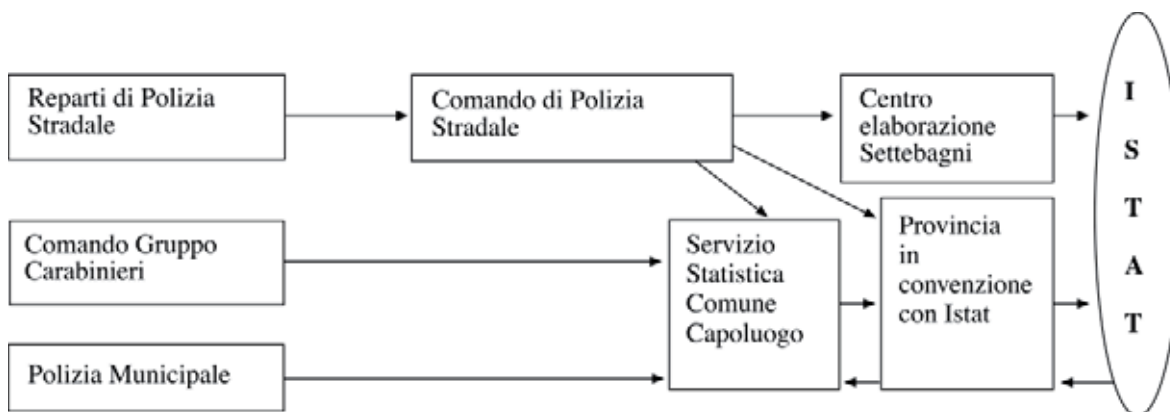 Reparti di Polizia
Stradale
Comando di Polizia
Stradale
Centro
elaborazione
Settebagni
Comando Gruppo
Carabinieri
Servizio
Statistica
Comune
Capoluogo
Provincia
in
convenzione
con Istat
Polizia Municipale
I
S
T
A
T